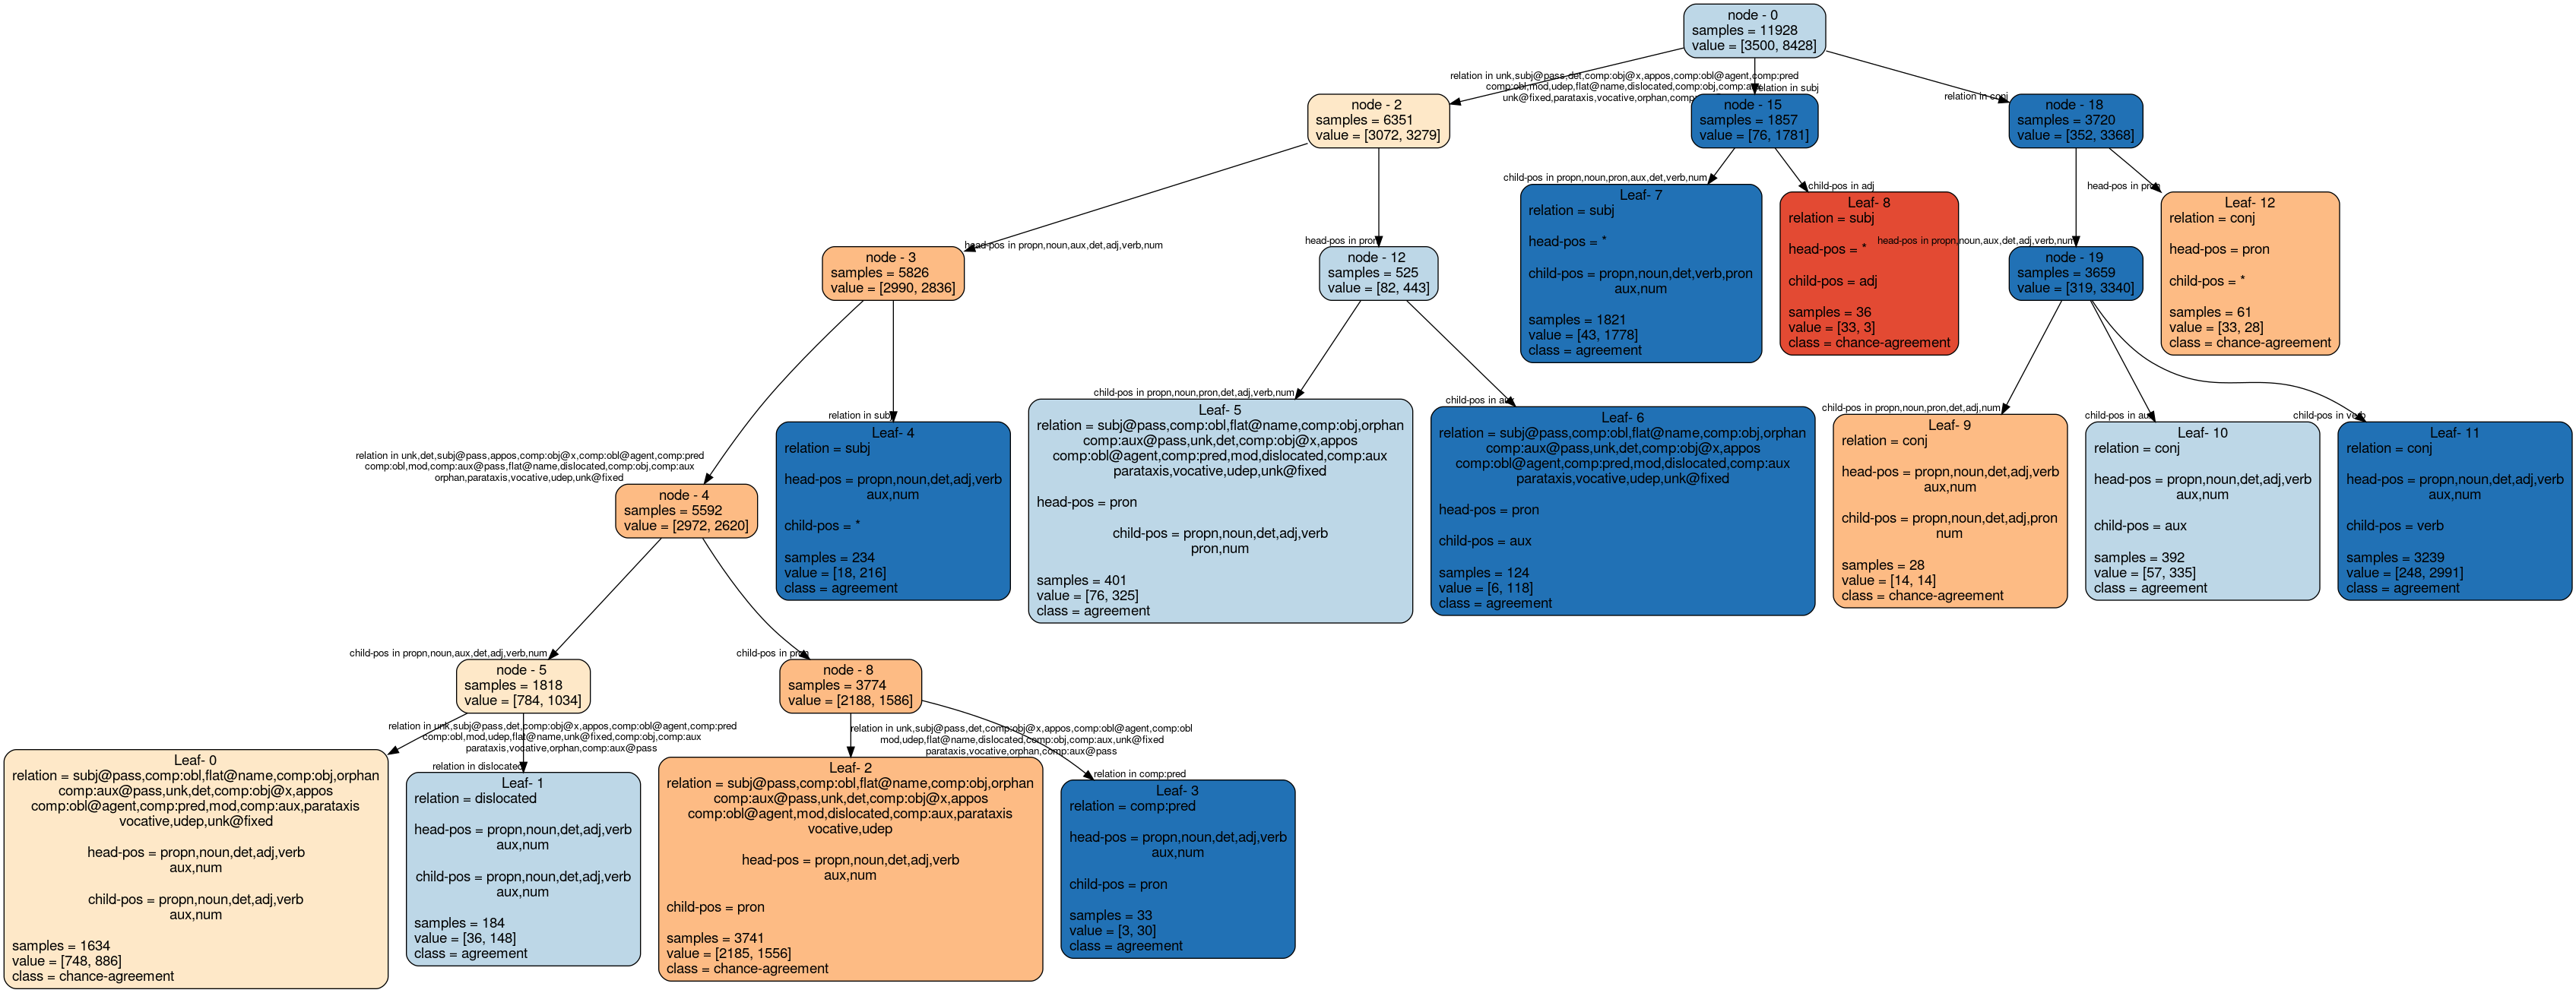 node - 0
samples = 11928
value = [3500, 8428]
relation in unk,subj@pass,det,comp:obj@x,appos,comp:obl@agent,comp:pred
comp:obl,mod,udep,flat@name,dislocated,comp:obj,comp:aux
unk@fixed,parataxis,vocative,orphan,comp:
relation in subj
relation in conj
node - 2
samples = 6351
value = [3072, 3279]
node - 15
samples = 1857
value = [76, 1781]
node - 18
samples = 3720
value = [352, 3368]
head-pos in propn,noun,aux,det,adj,verb,num
head-pos in pron
child-pos in propn,noun,pron,aux,det,verb,num
child-pos in adj
head-pos in propn,noun,aux,det,adj,verb,num
head-pos in pron
node - 3
samples = 5826
value = [2990, 2836]
node - 12
samples = 525
value = [82, 443]
Leaf- 7
relation = subj
head-pos = *
child-pos = propn,noun,det,verb,pron
aux,num
samples = 1821
value = [43, 1778]
class = agreement
Leaf- 8
relation = subj
head-pos = *
child-pos = adj
samples = 36
value = [33, 3]
class = chance-agreement
node - 19
samples = 3659
value = [319, 3340]
Leaf- 12
relation = conj
head-pos = pron
child-pos = *
samples = 61
value = [33, 28]
class = chance-agreement
relation in unk,det,subj@pass,appos,comp:obj@x,comp:obl@agent,comp:pred
comp:obl,mod,comp:aux@pass,flat@name,dislocated,comp:obj,comp:aux
orphan,parataxis,vocative,udep,unk@fixed
relation in subj
child-pos in propn,noun,pron,det,adj,verb,num
child-pos in aux
child-pos in propn,noun,pron,det,adj,num
child-pos in aux
child-pos in verb
node - 4
samples = 5592
value = [2972, 2620]
Leaf- 4
relation = subj
head-pos = propn,noun,det,adj,verb
aux,num
child-pos = *
samples = 234
value = [18, 216]
class = agreement
Leaf- 5
relation = subj@pass,comp:obl,flat@name,comp:obj,orphan
comp:aux@pass,unk,det,comp:obj@x,appos
comp:obl@agent,comp:pred,mod,dislocated,comp:aux
parataxis,vocative,udep,unk@fixed
head-pos = pron
child-pos = propn,noun,det,adj,verb
pron,num
samples = 401
value = [76, 325]
class = agreement
Leaf- 6
relation = subj@pass,comp:obl,flat@name,comp:obj,orphan
comp:aux@pass,unk,det,comp:obj@x,appos
comp:obl@agent,comp:pred,mod,dislocated,comp:aux
parataxis,vocative,udep,unk@fixed
head-pos = pron
child-pos = aux
samples = 124
value = [6, 118]
class = agreement
Leaf- 9
relation = conj
head-pos = propn,noun,det,adj,verb
aux,num
child-pos = propn,noun,det,adj,pron
num
samples = 28
value = [14, 14]
class = chance-agreement
Leaf- 10
relation = conj
head-pos = propn,noun,det,adj,verb
aux,num
child-pos = aux
samples = 392
value = [57, 335]
class = agreement
Leaf- 11
relation = conj
head-pos = propn,noun,det,adj,verb
aux,num
child-pos = verb
samples = 3239
value = [248, 2991]
class = agreement
child-pos in propn,noun,aux,det,adj,verb,num
child-pos in pron
node - 5
samples = 1818
value = [784, 1034]
node - 8
samples = 3774
value = [2188, 1586]
relation in unk,subj@pass,det,comp:obj@x,appos,comp:obl@agent,comp:pred
comp:obl,mod,udep,flat@name,unk@fixed,comp:obj,comp:aux
parataxis,vocative,orphan,comp:aux@pass
relation in dislocated
relation in unk,subj@pass,det,comp:obj@x,appos,comp:obl@agent,comp:obl
mod,udep,flat@name,dislocated,comp:obj,comp:aux,unk@fixed
parataxis,vocative,orphan,comp:aux@pass
relation in comp:pred
Leaf- 0
relation = subj@pass,comp:obl,flat@name,comp:obj,orphan
comp:aux@pass,unk,det,comp:obj@x,appos
comp:obl@agent,comp:pred,mod,comp:aux,parataxis
vocative,udep,unk@fixed
head-pos = propn,noun,det,adj,verb
aux,num
child-pos = propn,noun,det,adj,verb
aux,num
samples = 1634
value = [748, 886]
class = chance-agreement
Leaf- 1
relation = dislocated
head-pos = propn,noun,det,adj,verb
aux,num
child-pos = propn,noun,det,adj,verb
aux,num
samples = 184
value = [36, 148]
class = agreement
Leaf- 2
relation = subj@pass,comp:obl,flat@name,comp:obj,orphan
comp:aux@pass,unk,det,comp:obj@x,appos
comp:obl@agent,mod,dislocated,comp:aux,parataxis
vocative,udep
head-pos = propn,noun,det,adj,verb
aux,num
child-pos = pron
samples = 3741
value = [2185, 1556]
class = chance-agreement
Leaf- 3
relation = comp:pred
head-pos = propn,noun,det,adj,verb
aux,num
child-pos = pron
samples = 33
value = [3, 30]
class = agreement